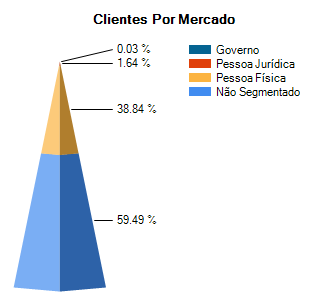 Clientes Por Mercado
0.03 %
1.64 %
38.84 %
59.49 %
Governo
Pessoa Jurídica
Pessoa Física
Não Segmentado